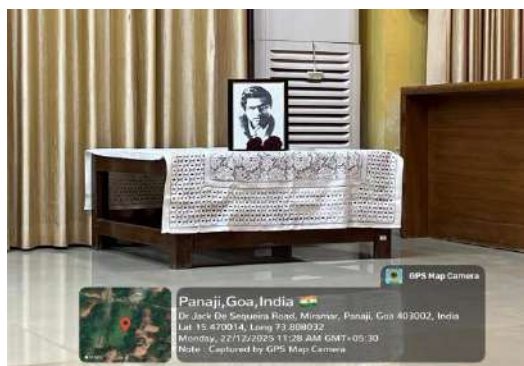 GPS Map Camera
Panaji,Goa,India 🇮🇳
Dr Jack De Sequeira Road, Miramar, Panaji, Goa 403002, India
Lat 15.470014, Long 73.808032
Monday, 22/12/2025 11:28 AM GMT+05:30
Note : Captured by GPS Map Camera